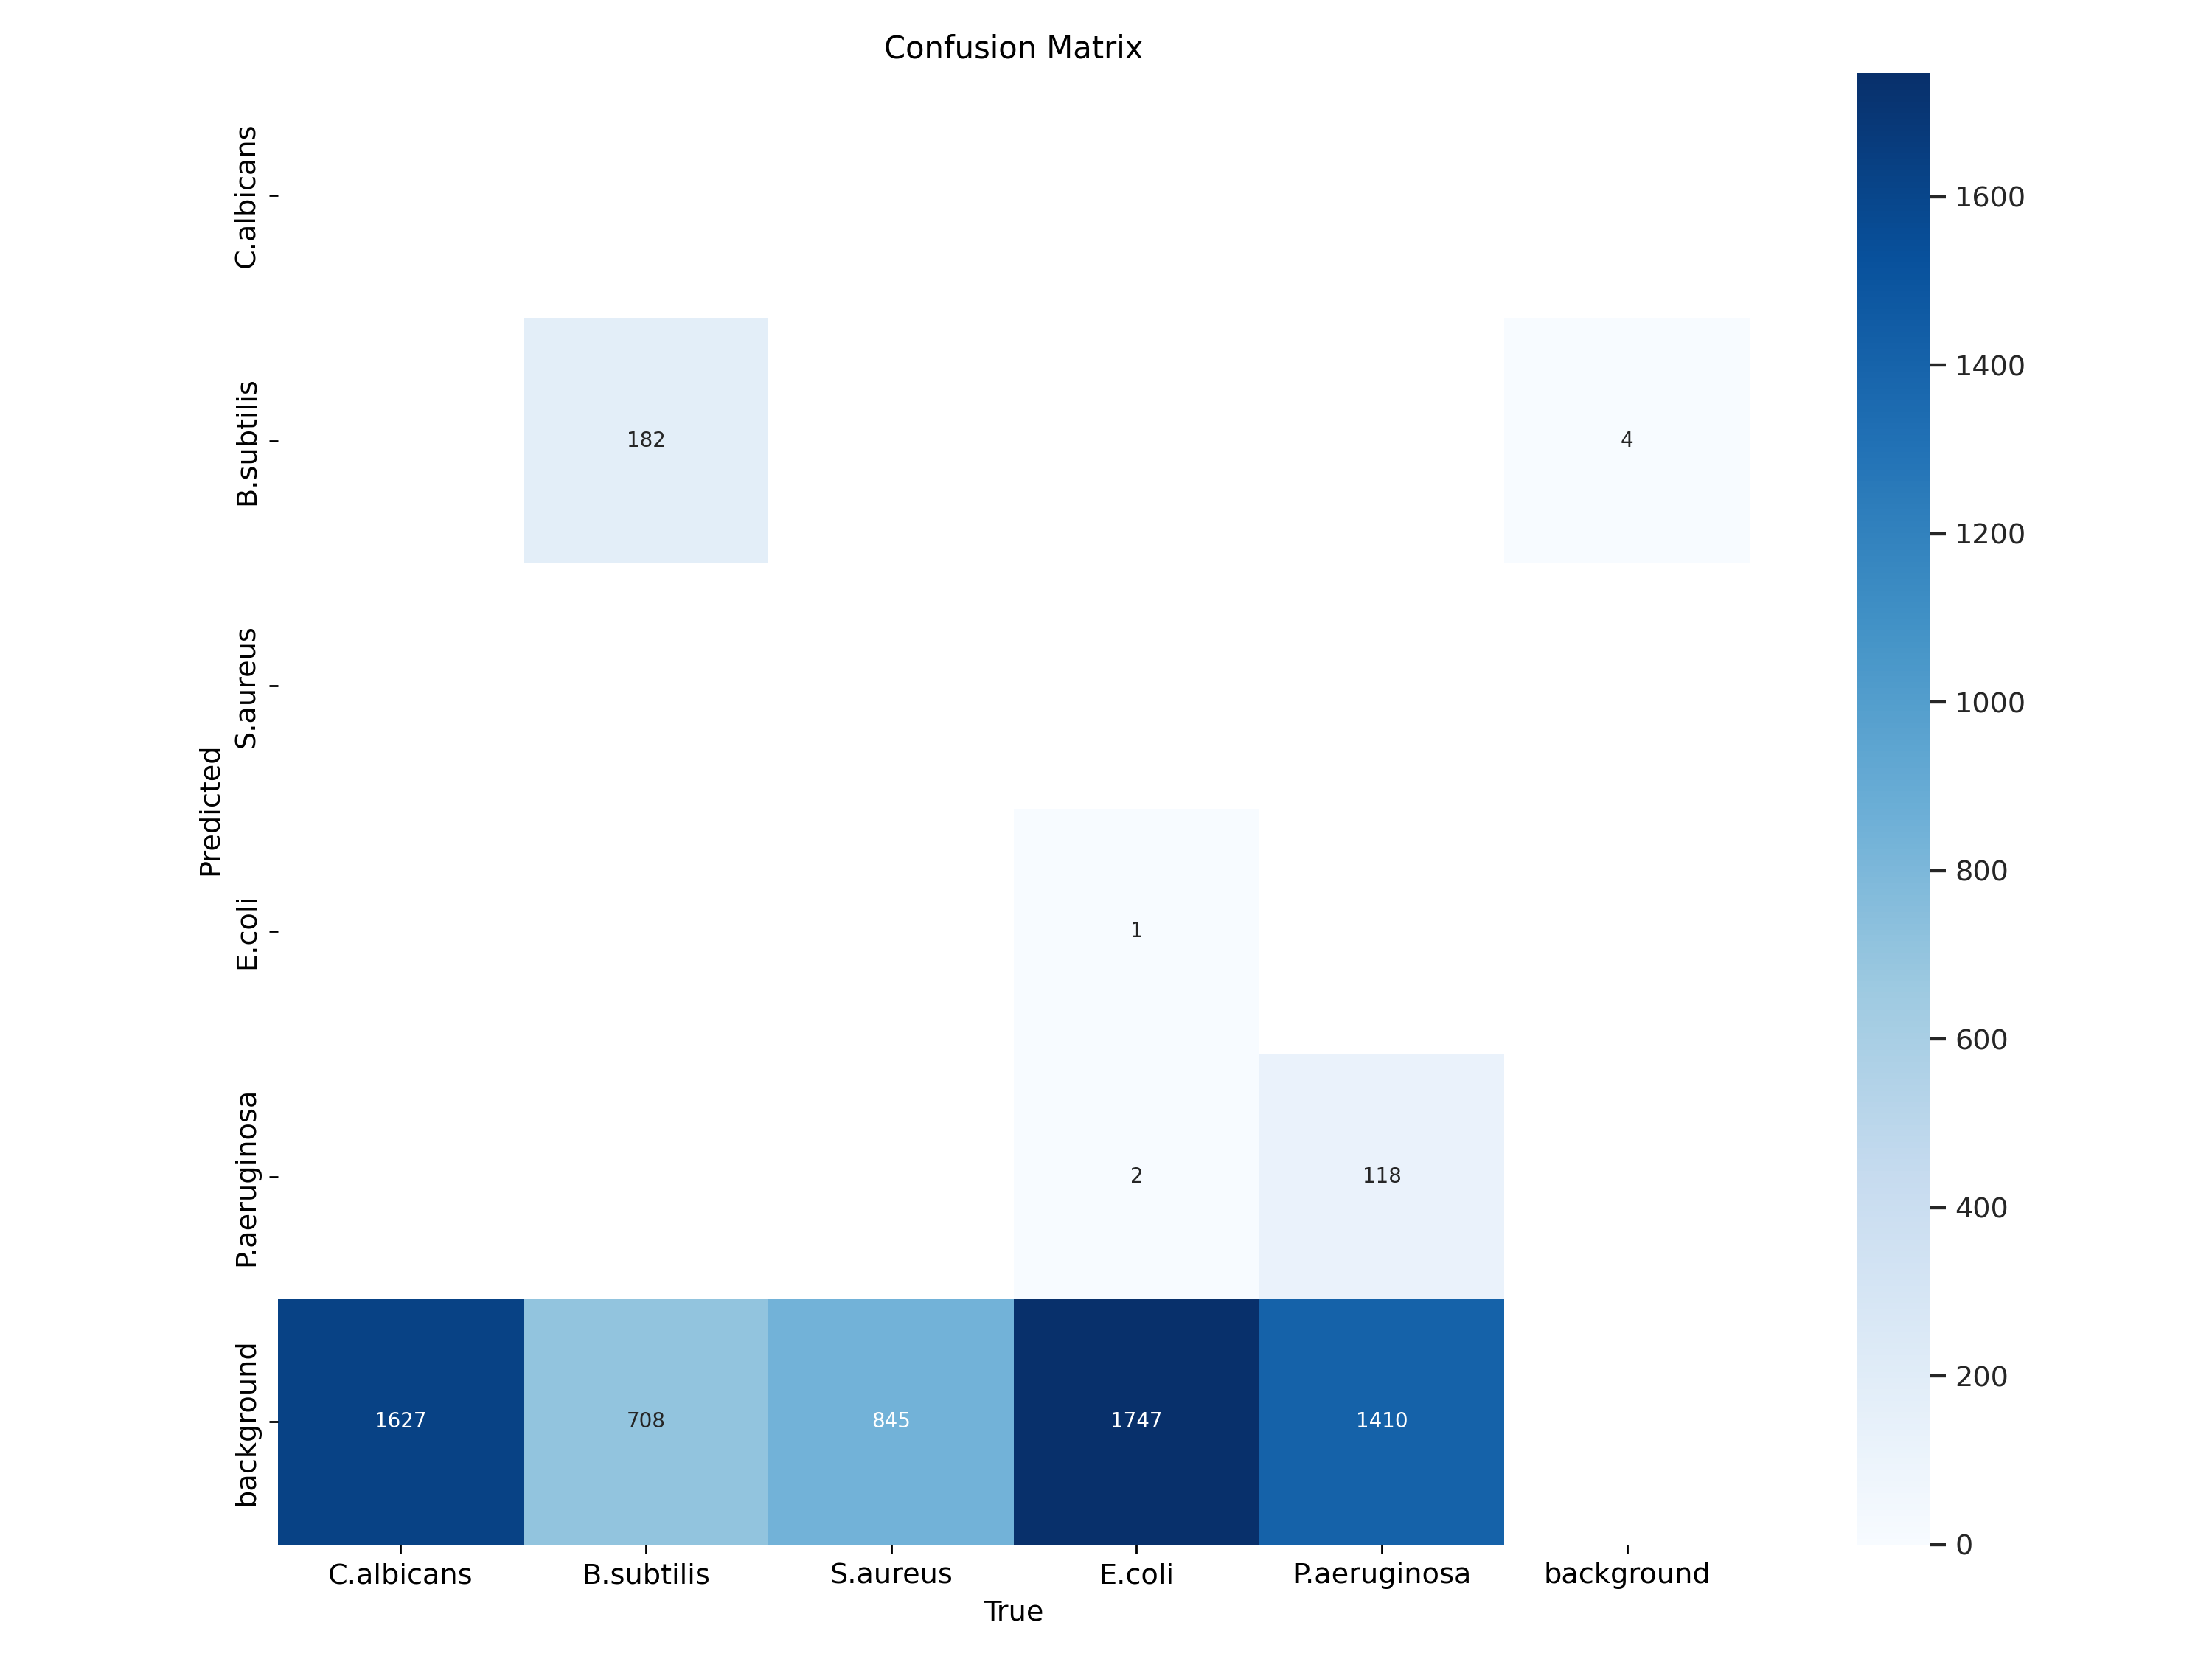 Confusion Matrix
C.albicans
B.subtilis
S.aureus
E.coli
P.aeruginosa
background
Predicted
182
4
1
2
118
1627
708
845
1747
1410
C.albicans
B.subtilis
S.aureus
E.coli
P.aeruginosa
background
True
1600
1400
1200
1000
800
600
400
200
0